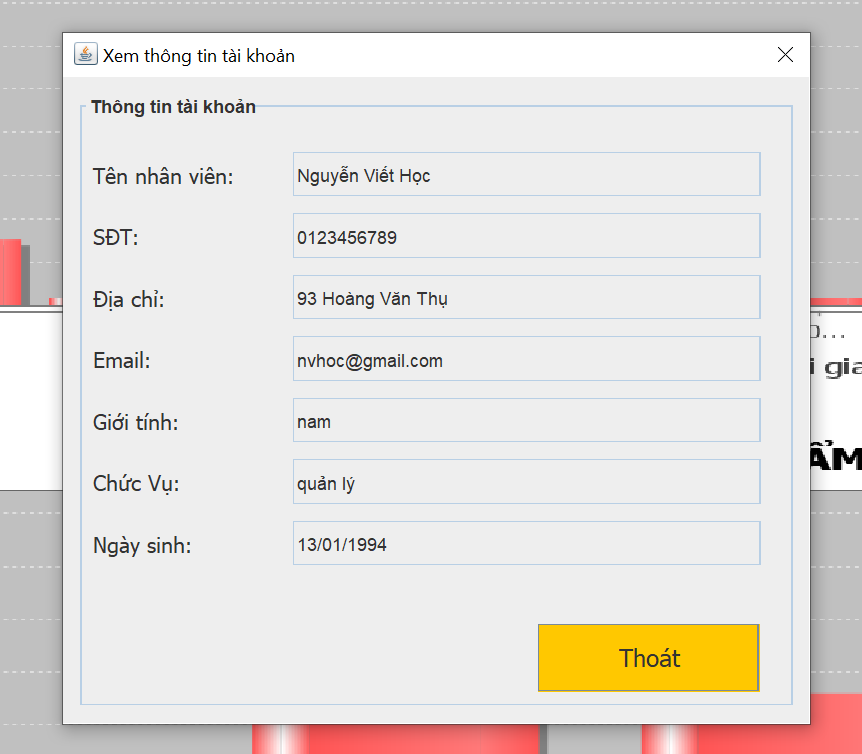 Xem thông tin tài khoản
Thông tin tài khoản
Tên nhân viên: Nguyễn Viết Học
SĐT: 0123456789
Địa chỉ: 93 Hoàng Văn Thụ
Email: nvhoc@gmail.com
Giới tính: nam
Chức Vụ: quản lý
Ngày sinh: 13/01/1994
Thoát